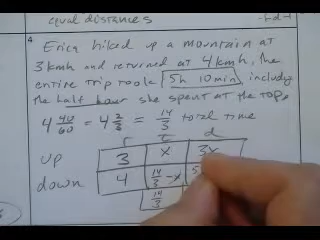 equal distances
4
Erica hiked up a mountain at
3 kmh and returned at 4 kmh, the
entire trip took 5h 10min, including
the half hour she spent at the top.
4 40/60 = 4 2/3 = 14/3 total time
r t d
up 3 x 3x
down 4 14/3 - x
14/3